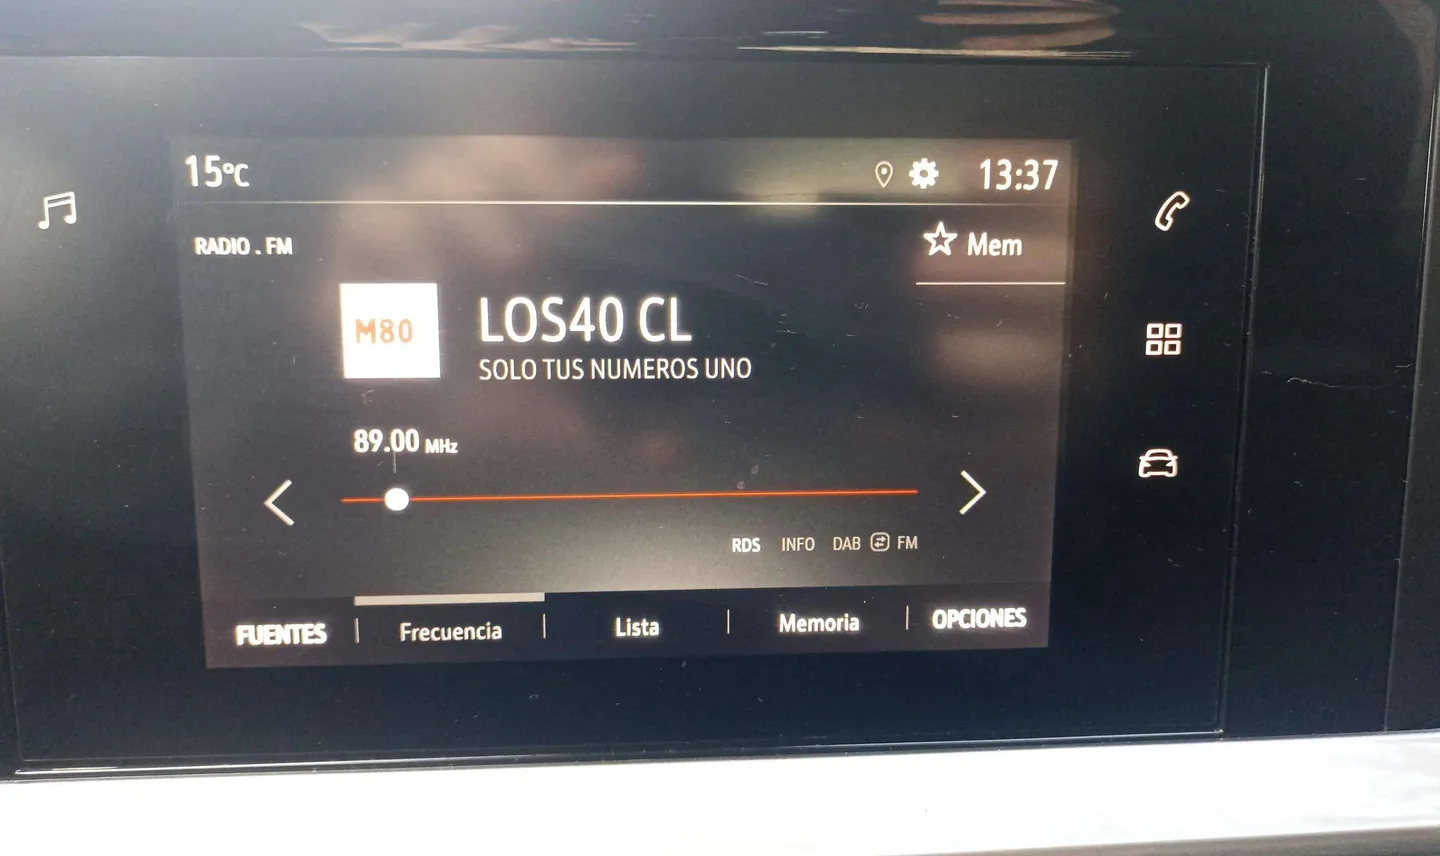 15°C 13:37
RADIO . FM
Mem
M80
LOS40 CL
SOLO TUS NUMEROS UNO
89.00 MHz
RDS INFO DAB FM
FUENTES Frecuencia Lista Memoria OPCIONES